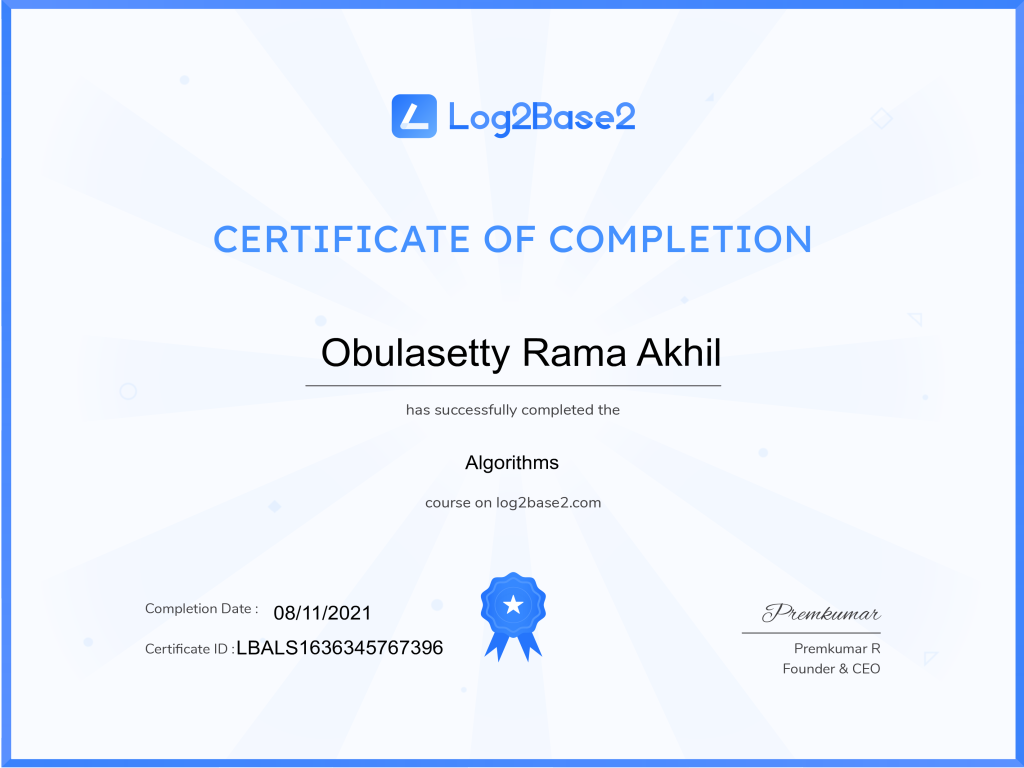 Log2Base2
CERTIFICATE OF COMPLETION
Obulasetty Rama Akhil
has successfully completed the
Algorithms
course on log2base2.com
Completion Date : 08/11/2021
Certificate ID : LBALS1636345767396
Premkumar
Premkumar R
Founder & CEO